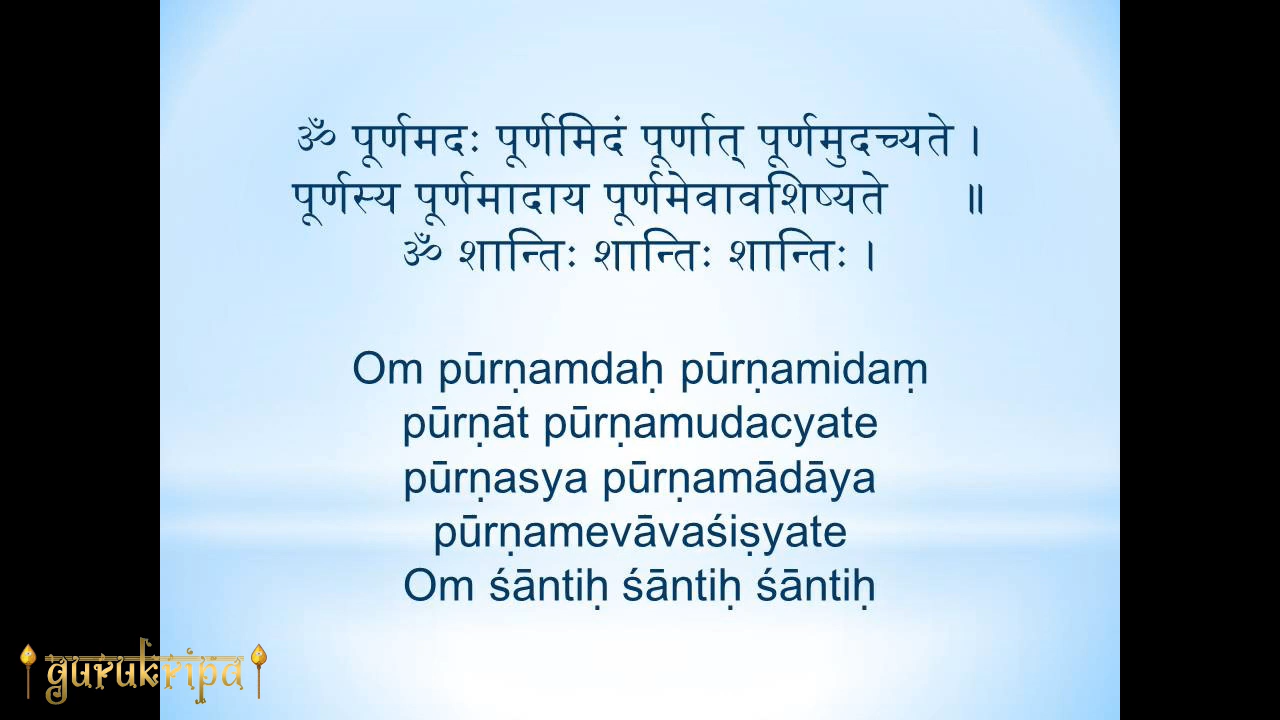 ॐ पूर्णमदः पूर्णमिदं पूर्णात् पूर्णमुदच्यते ।
पूर्णस्य पूर्णमादाय पूर्णमेवावशिष्यते ॥
ॐ शान्तिः शान्तिः शान्तिः ।
Om pūrṇamdaḥ pūrṇamidaṃ
pūrṇāt pūrṇamudacyate
pūrṇasya pūrṇamādāya
pūrṇamevāvaśiṣyate
Om śāntiḥ śāntiḥ śāntiḥ
gurukripa